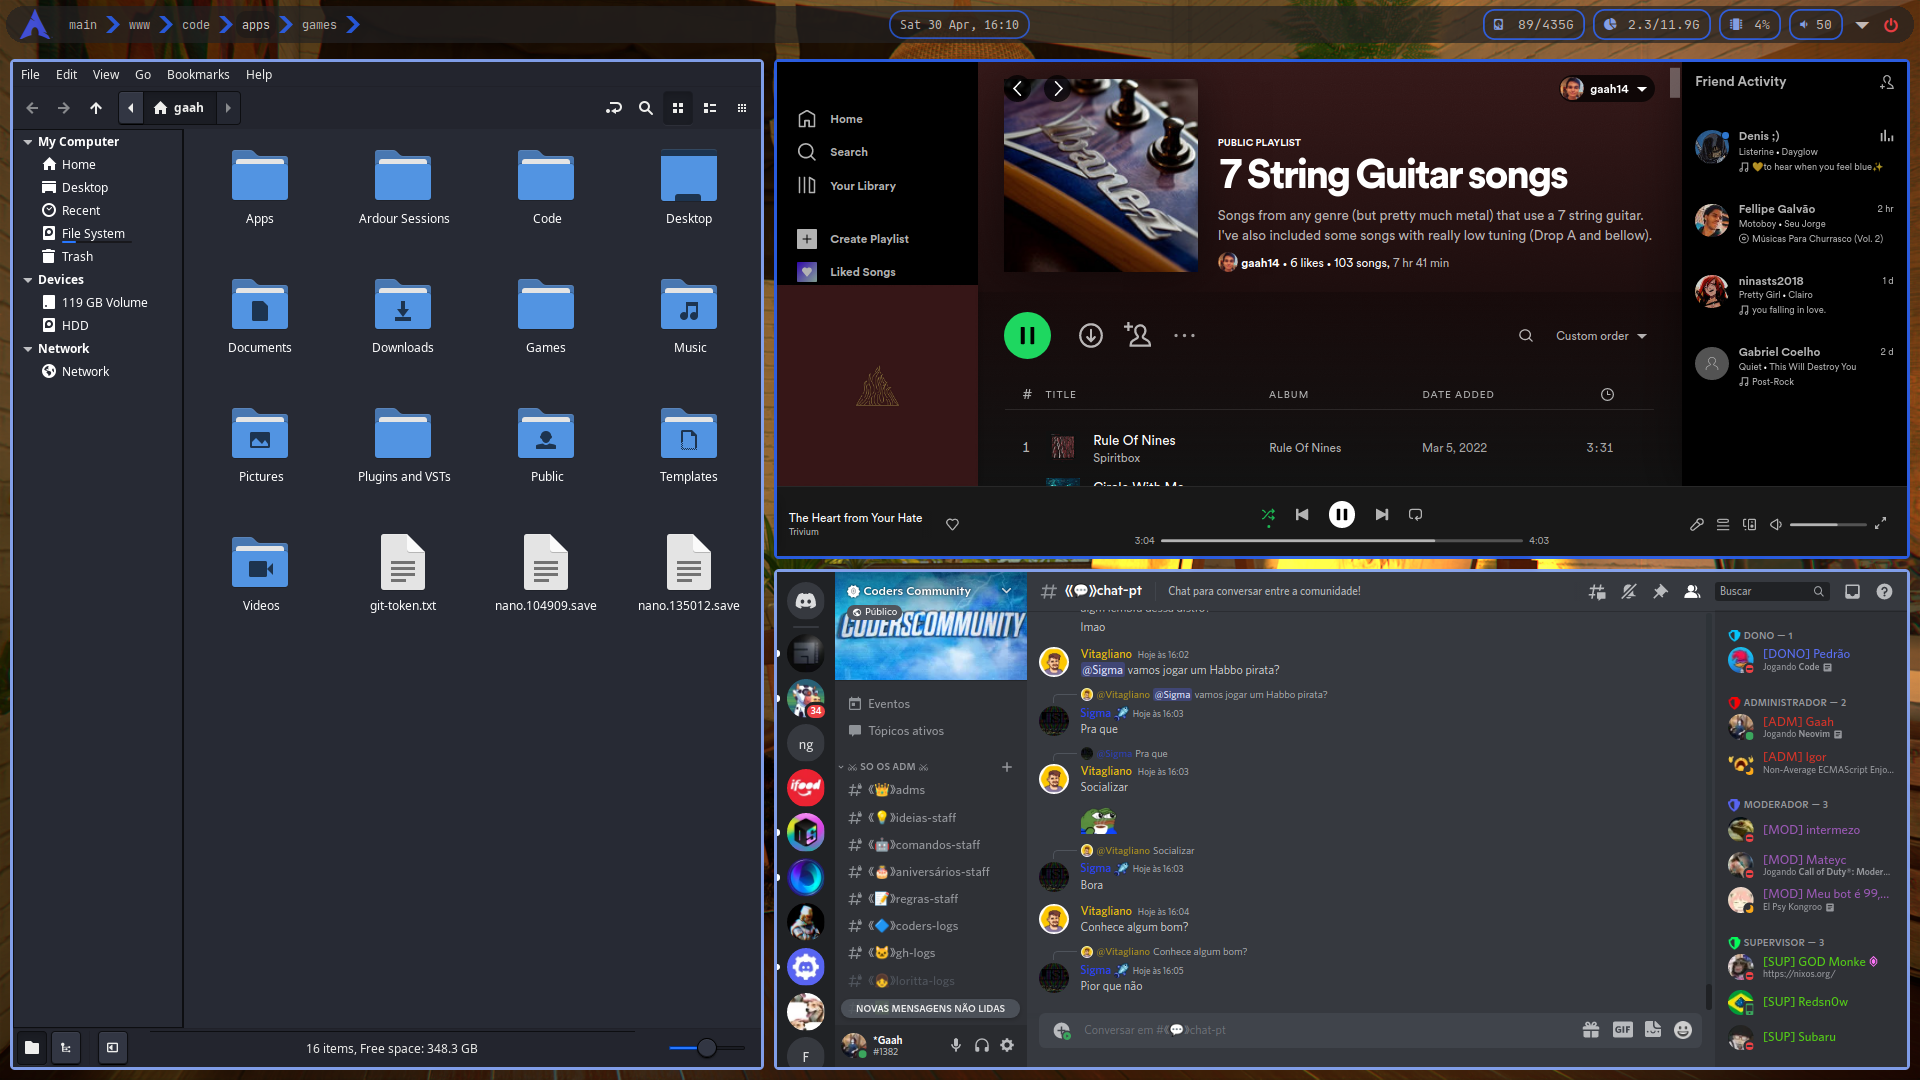 main www code apps games
Sat 30 Apr, 16:10
89/435G 2.3/11.9G 4% 50
File Edit View Go Bookmarks Help
gaah
My Computer
Home
Desktop
Recent
File System
Trash
Devices
119 GB Volume
HDD
Network
Network
Apps Ardour Sessions Code Desktop
Documents Downloads Games Music
Pictures Plugins and VSTs Public Templates
Videos git-token.txt nano.104909.save nano.135012.save
16 items, Free space: 348.3 GB
Home
Search
Your Library
Create Playlist
Liked Songs
Ibanez
gaah14
PUBLIC PLAYLIST
7 String Guitar songs
Songs from any genre (but pretty much metal) that use a 7 string guitar.
I've also included some songs with really low tuning (Drop A and bellow).
gaah14 • 6 likes • 103 songs, 7 hr 41 min
Custom order
# TITLE ALBUM DATE ADDED
1 Rule Of Nines Rule Of Nines Mar 5, 2022 3:31
Spiritbox
Circle With Me
Friend Activity
Denis ;)
Listerine • Dayglow
💛to hear when you feel blue✨
Fellipe Galvão 2 hr
Motoboy • Seu Jorge
Músicas Para Churrasco (Vol. 2)
ninasts2018 1 d
Pretty Girl • Clairo
you falling in love.
Gabriel Coelho 2 d
Quiet • This Will Destroy You
Post-Rock
The Heart from Your Hate
Trivium
3:04 4:03
34
ng
ifood
F
Coders Community
Público
CODERSCOMMUNITY
Eventos
Tópicos ativos
⚔ SO OS ADM ⚔
《👑》adms
《💡》ideias-staff
《🤖》comandos-staff
《🎂》aniversários-staff
《📝》regras-staff
《🔷》coders-logs
《🐱》gh-logs
《👧》loritta-logs
NOVAS MENSAGENS NÃO LIDAS
*Gaah
#1382
《💬》chat-pt Chat para conversar entre a comunidade!
Buscar
lmao
Vitagliano Hoje às 16:02
@Sigma vamos jogar um Habbo pirata?
@Vitagliano @Sigma vamos jogar um Habbo pirata?
Sigma Hoje às 16:03
Pra que
@Sigma Pra que
Vitagliano Hoje às 16:03
Socializar
@Vitagliano Socializar
Sigma Hoje às 16:03
Bora
Vitagliano Hoje às 16:04
Conhece algum bom?
@Vitagliano Conhece algum bom?
Sigma Hoje às 16:05
Pior que não
Conversar em #《💬》chat-pt
GIF
DONO — 1
[DONO] Pedrão
Jogando Code
ADMINISTRADOR — 2
[ADM] Gaah
Jogando Neovim
[ADM] Igor
Non-Average ECMAScript Enjo...
MODERADOR — 3
[MOD] intermezo
[MOD] Mateyc
Jogando Call of Duty®: Moder...
[MOD] Meu bot é 99,...
El Psy Kongroo
SUPERVISOR — 3
[SUP] GOD Monke
https://nixos.org/
[SUP] Redsn0w
[SUP] Subaru